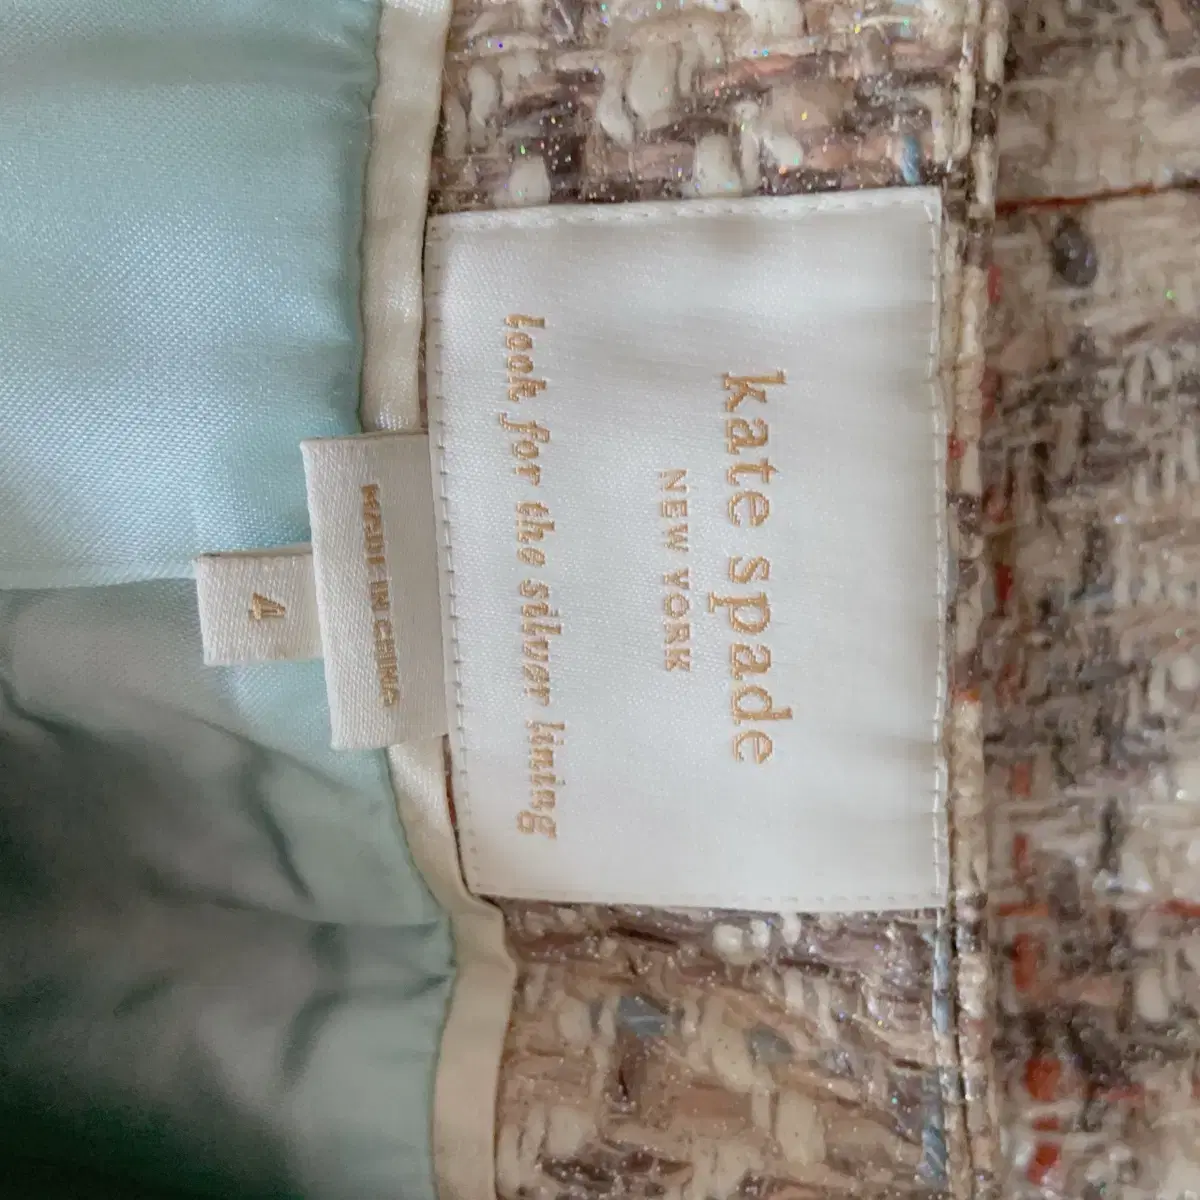 kate spade
NEW YORK
look for the silver lining
MADE IN CHINA
4